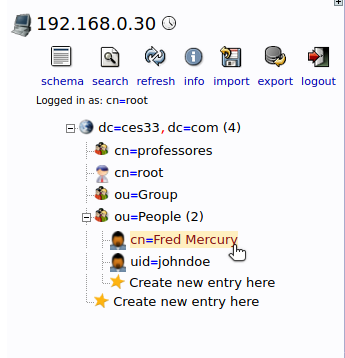 192.168.0.30
schema search refresh info import export logout
Logged in as: cn=root
dc=ces33,dc=com (4)
cn=professores
cn=root
ou=Group
ou=People (2)
cn=Fred Mercury
uid=johndoe
Create new entry here
Create new entry here